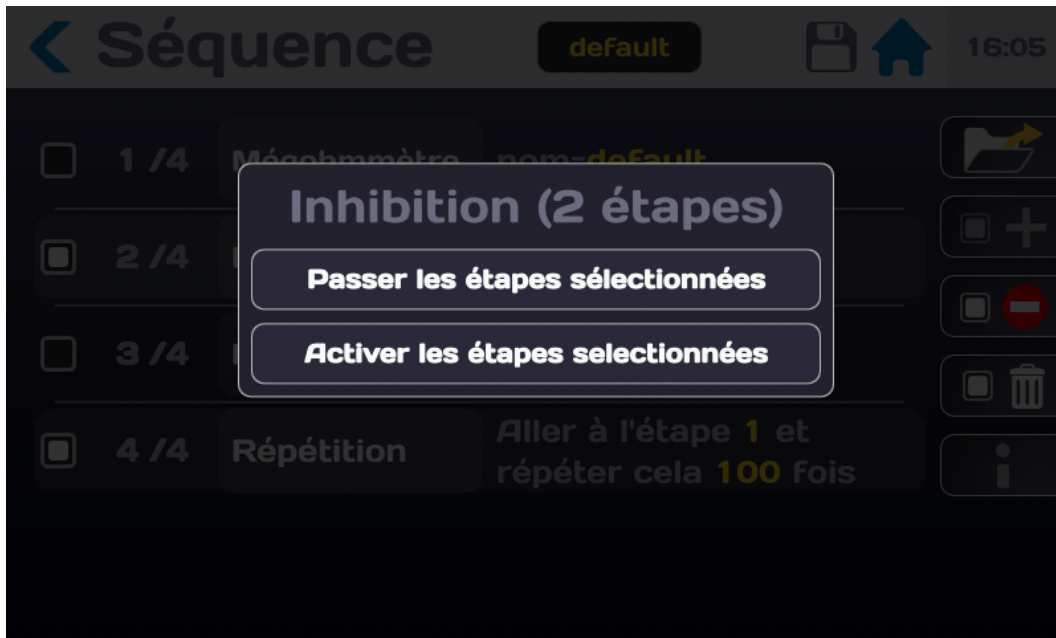 Séquence
default
16:05
1 /4
Mégohmmètre
nom=default
Inhibition (2 étapes)
2 /4
Passer les étapes sélectionnées
3 /4
Activer les étapes selectionnées
4 /4
Répétition
Aller à l'étape 1 et
répéter cela 100 fois